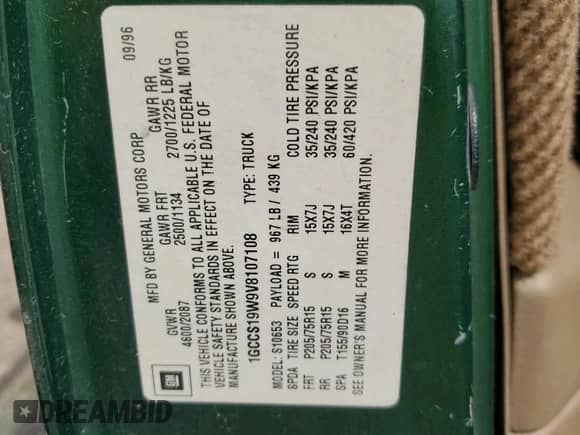 MFD BY GENERAL MOTORS CORP 09/96
GVWR GAWR FRT GAWR RR
4600/2087 2500/1134 2700/1225 LB/KG
THIS VEHICLE CONFORMS TO ALL APPLICABLE U.S. FEDERAL MOTOR
VEHICLE SAFETY STANDARDS IN EFFECT ON THE DATE OF
MANUFACTURE SHOWN ABOVE.
1GCCS19W9V8107108 TYPE: TRUCK
MODEL: S10653 PAYLOAD = 967 LB/ 439 KG
SPDA TIRE SIZE SPEED RTG RIM COLD TIRE PRESSURE
FRT P205/75R15 S 15X7J 35/240 PSI/KPA
RR P205/75R15 S 15X7J 35/240 PSI/KPA
SPA T155/90D16 M 16X4T 60/420 PSI/KPA
SEE OWNER'S MANUAL FOR MORE INFORMATION.
GM
DREAMBID